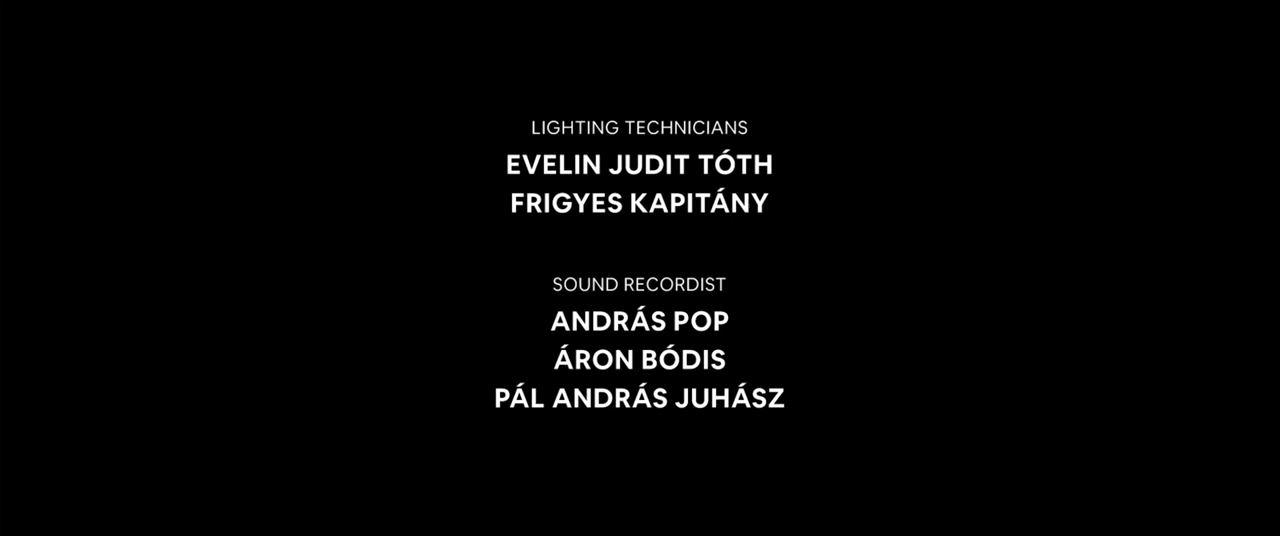 LIGHTING TECHNICIANS
EVELIN JUDIT TÓTH
FRIGYES KAPITÁNY
SOUND RECORDIST
ANDRÁS POP
ÁRON BÓDIS
PÁL ANDRÁS JUHÁSZ